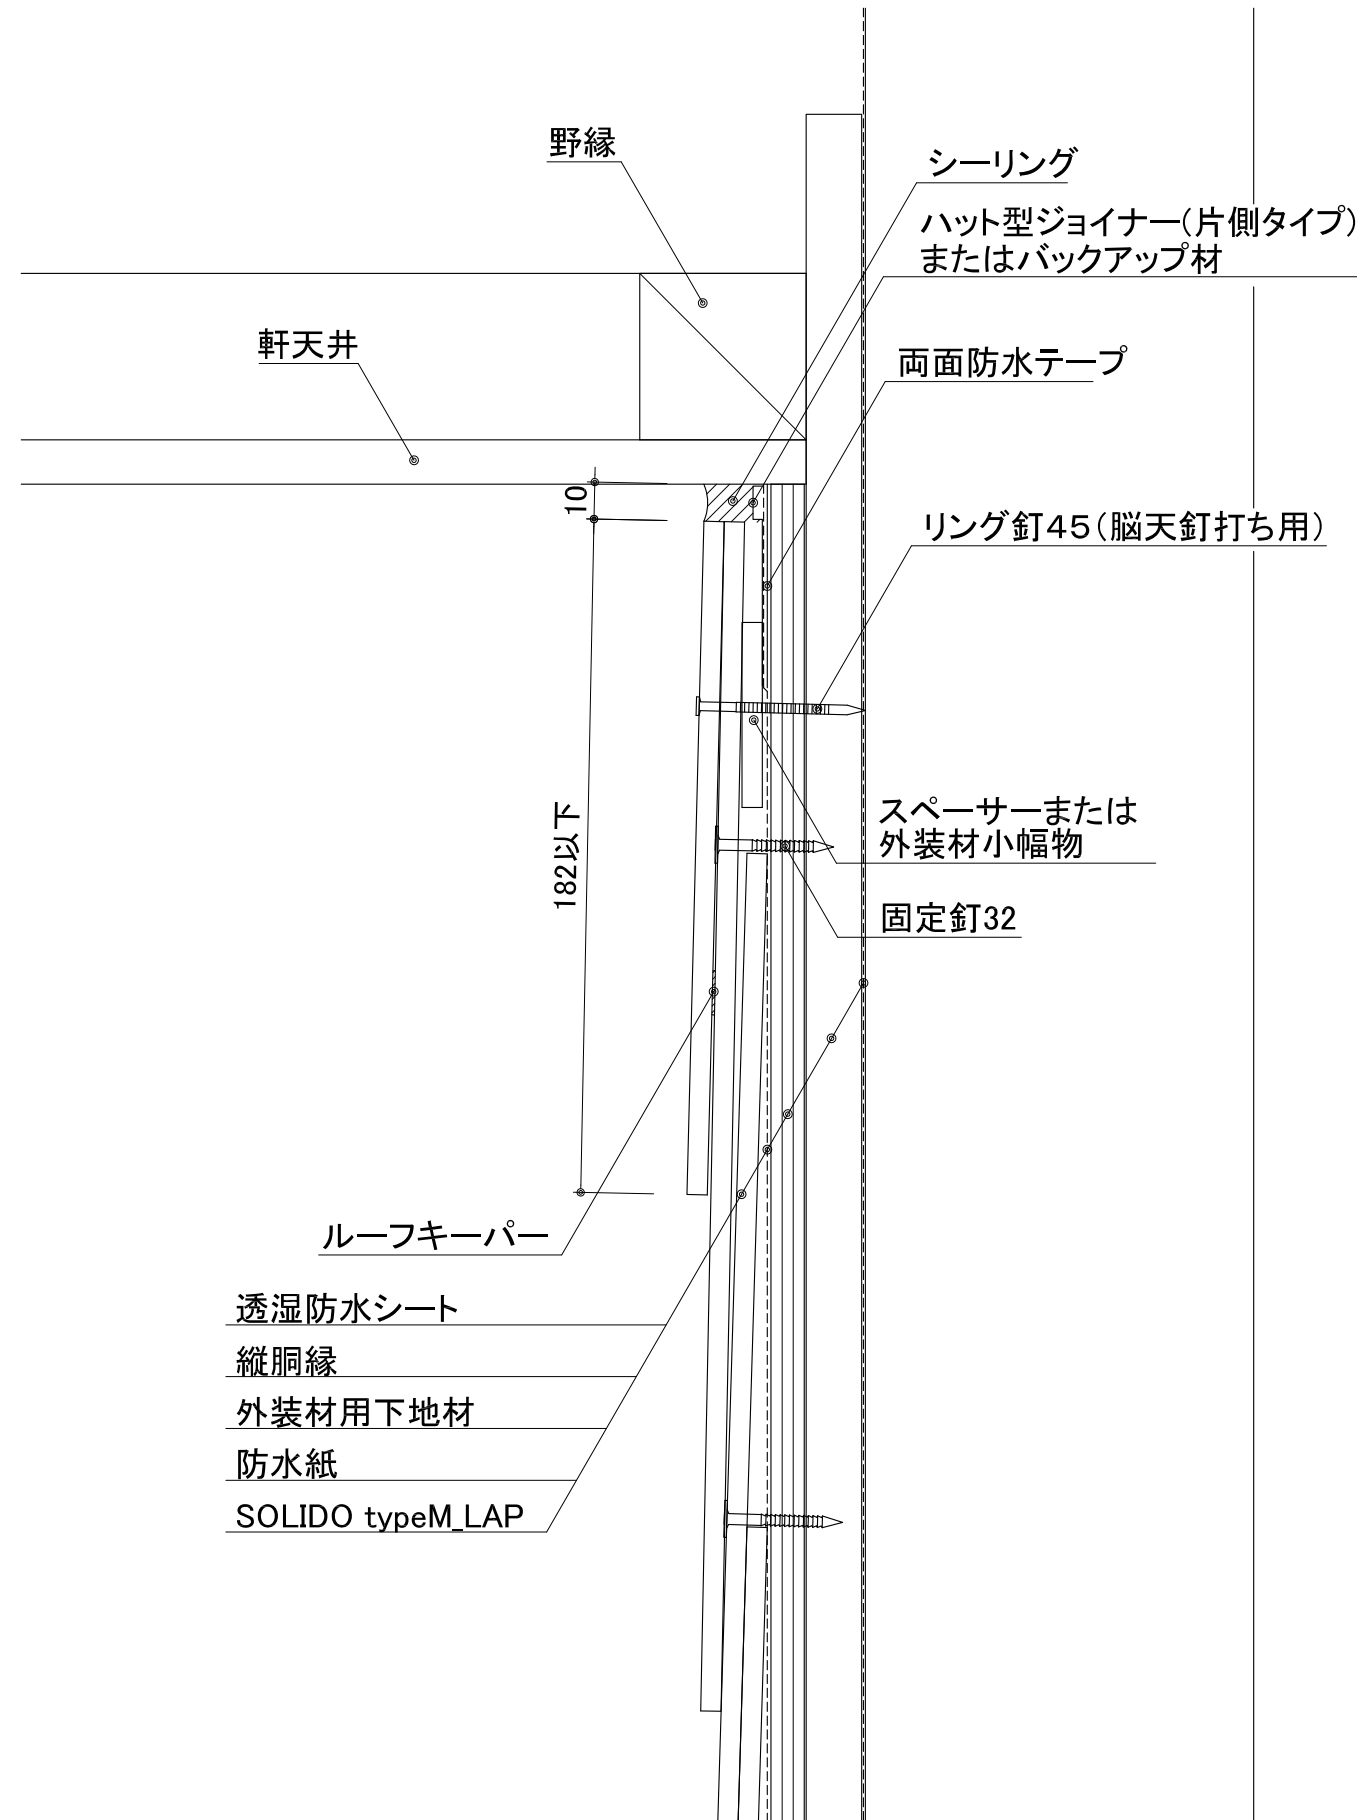 野縁
シーリング
ハット型ジョイナー(片側タイプ)
またはバックアップ材
軒天井
両面防水テープ
10
リング釘45(脳天釘打ち用)
182以下
スペーサーまたは
外装材小幅物
固定釘32
ルーフキーパー
透湿防水シート
縦胴縁
外装材用下地材
防水紙
SOLIDO typeM_LAP